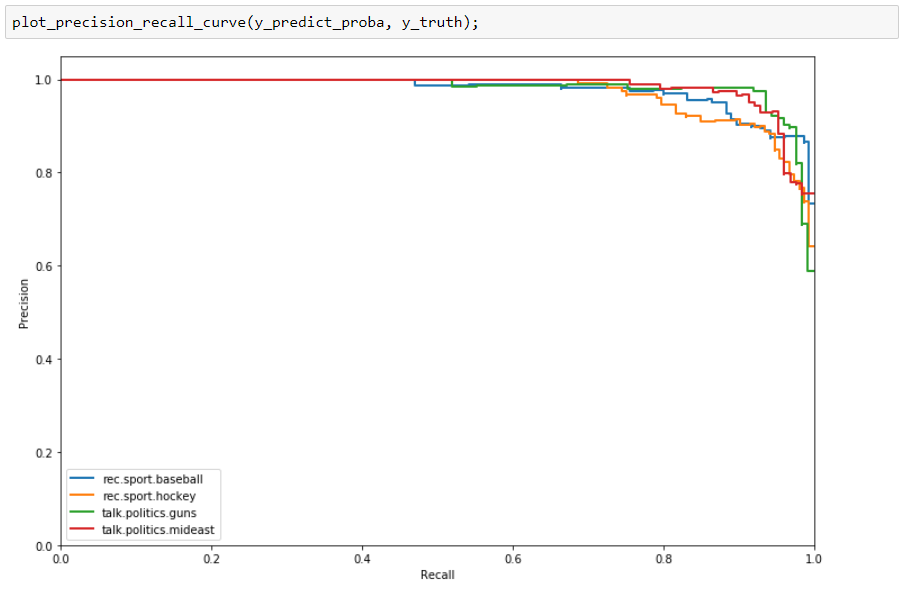 plot_precision_recall_curve(y_predict_proba, y_truth);
1.0
0.8
0.6
0.4
0.2
0.0
Precision
rec.sport.baseball
rec.sport.hockey
talk.politics.guns
talk.politics.mideast
0.0 0.2 0.4 0.6 0.8 1.0
Recall